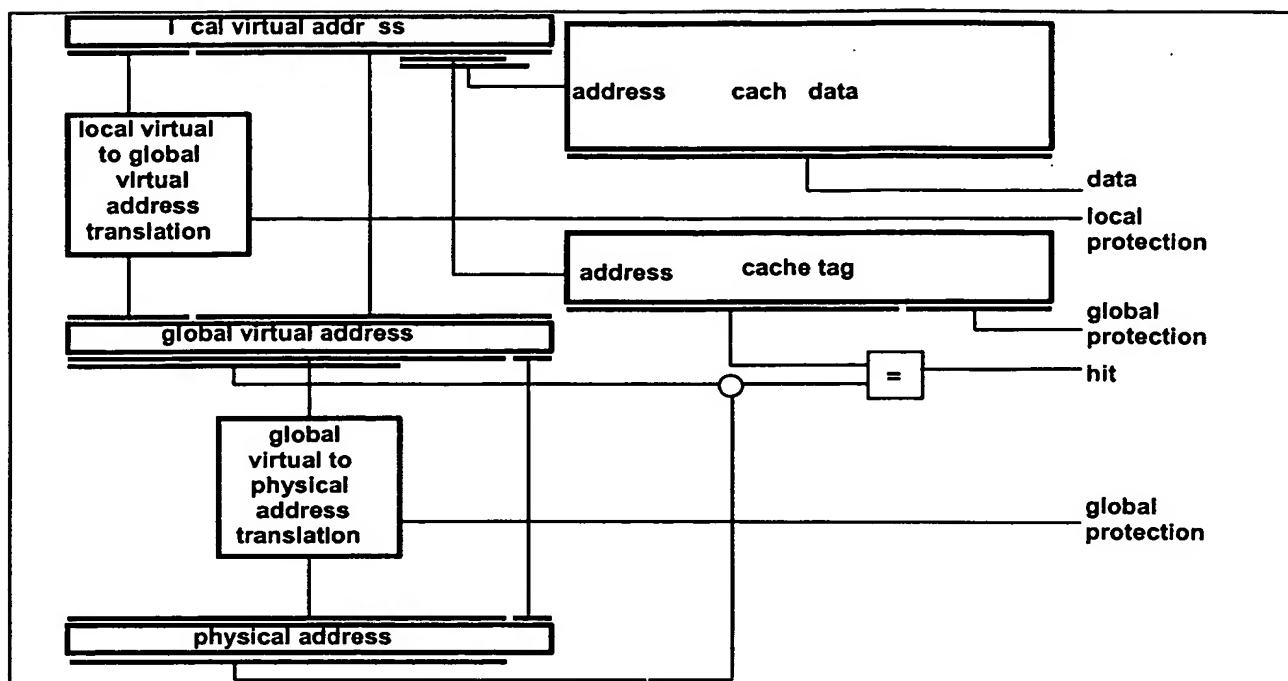 l cal virtual addr ss
address cach data
local virtual
to global
virtual
address
translation
data
local
protection
address cache tag
global
protection
global virtual address
=
hit
global
virtual to
physical
address
translation
global
protection
physical address